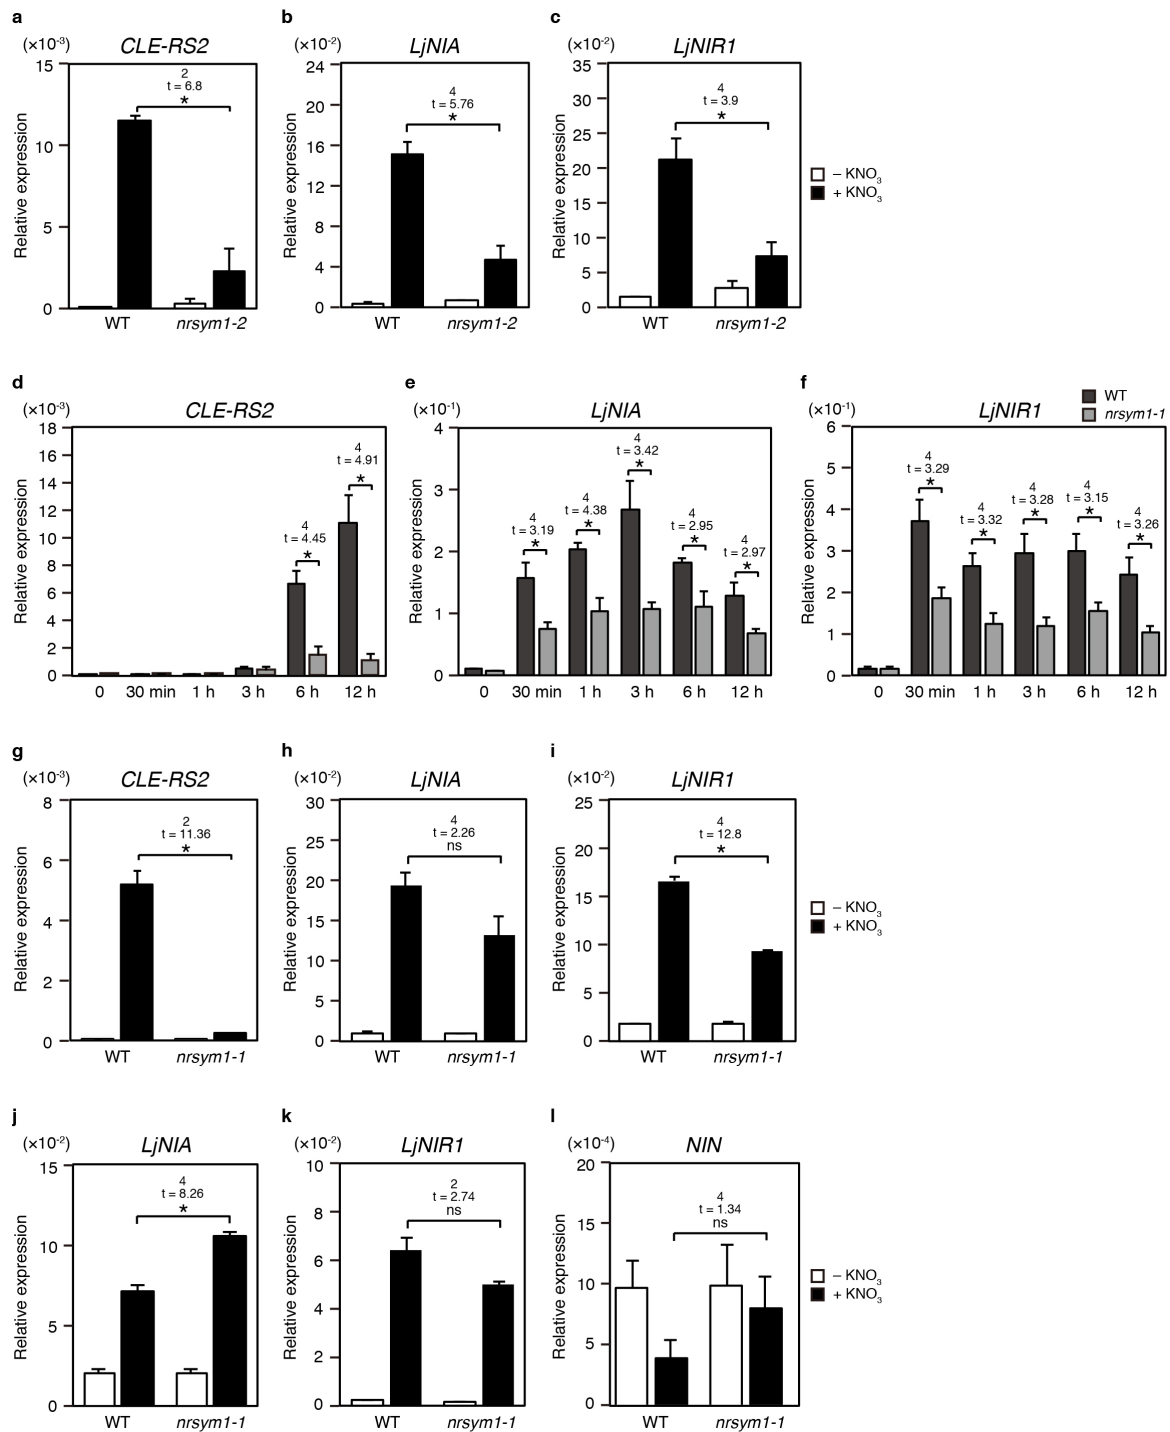 a
(×10-3)
CLE-RS2
15
10
5
0
Relative expression
2
t = 6.8
*
WT
nrsym1-2
b
(×10-2)
LjNIA
24
20
16
12
8
4
0
Relative expression
4
t = 5.76
*
WT
nrsym1-2
c
(×10-2)
LjNIR1
35
30
25
20
15
10
5
0
Relative expression
4
t = 3.9
*
WT
nrsym1-2
– KNO3
+ KNO3
d
(×10-3)
CLE-RS2
18
16
14
12
10
8
6
4
2
0
Relative expression
4
t = 4.45
*
4
t = 4.91
*
0 30 min 1 h 3 h 6 h 12 h
e
(×10-1)
LjNIA
4
3
2
1
0
Relative expression
4
t = 3.19
*
4
t = 4.38
*
4
t = 3.42
*
4
t = 2.95
*
4
t = 2.97
*
0 30 min 1 h 3 h 6 h 12 h
f
(×10-1)
LjNIR1
WT
nrsym1-1
6
5
4
3
2
1
0
Relative expression
4
t = 3.29
*
4
t = 3.32
*
4
t = 3.28
*
4
t = 3.15
*
4
t = 3.26
*
0 30 min 1 h 3 h 6 h 12 h
g
(×10-3)
CLE-RS2
8
6
4
2
0
Relative expression
2
t = 11.36
*
WT
nrsym1-1
h
(×10-2)
LjNIA
30
25
20
15
10
5
0
Relative expression
4
t = 2.26
ns
WT
nrsym1-1
i
(×10-2)
LjNIR1
25
20
15
10
5
0
Relative expression
4
t = 12.8
*
WT
nrsym1-1
– KNO3
+ KNO3
j
(×10-2)
LjNIA
15
10
5
0
Relative expression
4
t = 8.26
*
WT
nrsym1-1
k
(×10-2)
LjNIR1
10
8
6
4
2
0
Relative expression
2
t = 2.74
ns
WT
nrsym1-1
l
(×10-4)
NIN
20
15
10
5
0
Relative expression
4
t = 1.34
ns
WT
nrsym1-1
– KNO3
+ KNO3